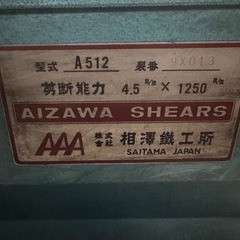 型式 A512 製番 9X013
剪断能力 4.5 m/m × 1250 m/m
AIZAWA SHEARS
AAA 株式会社 相澤鐵工所
SAITAMA JAPAN